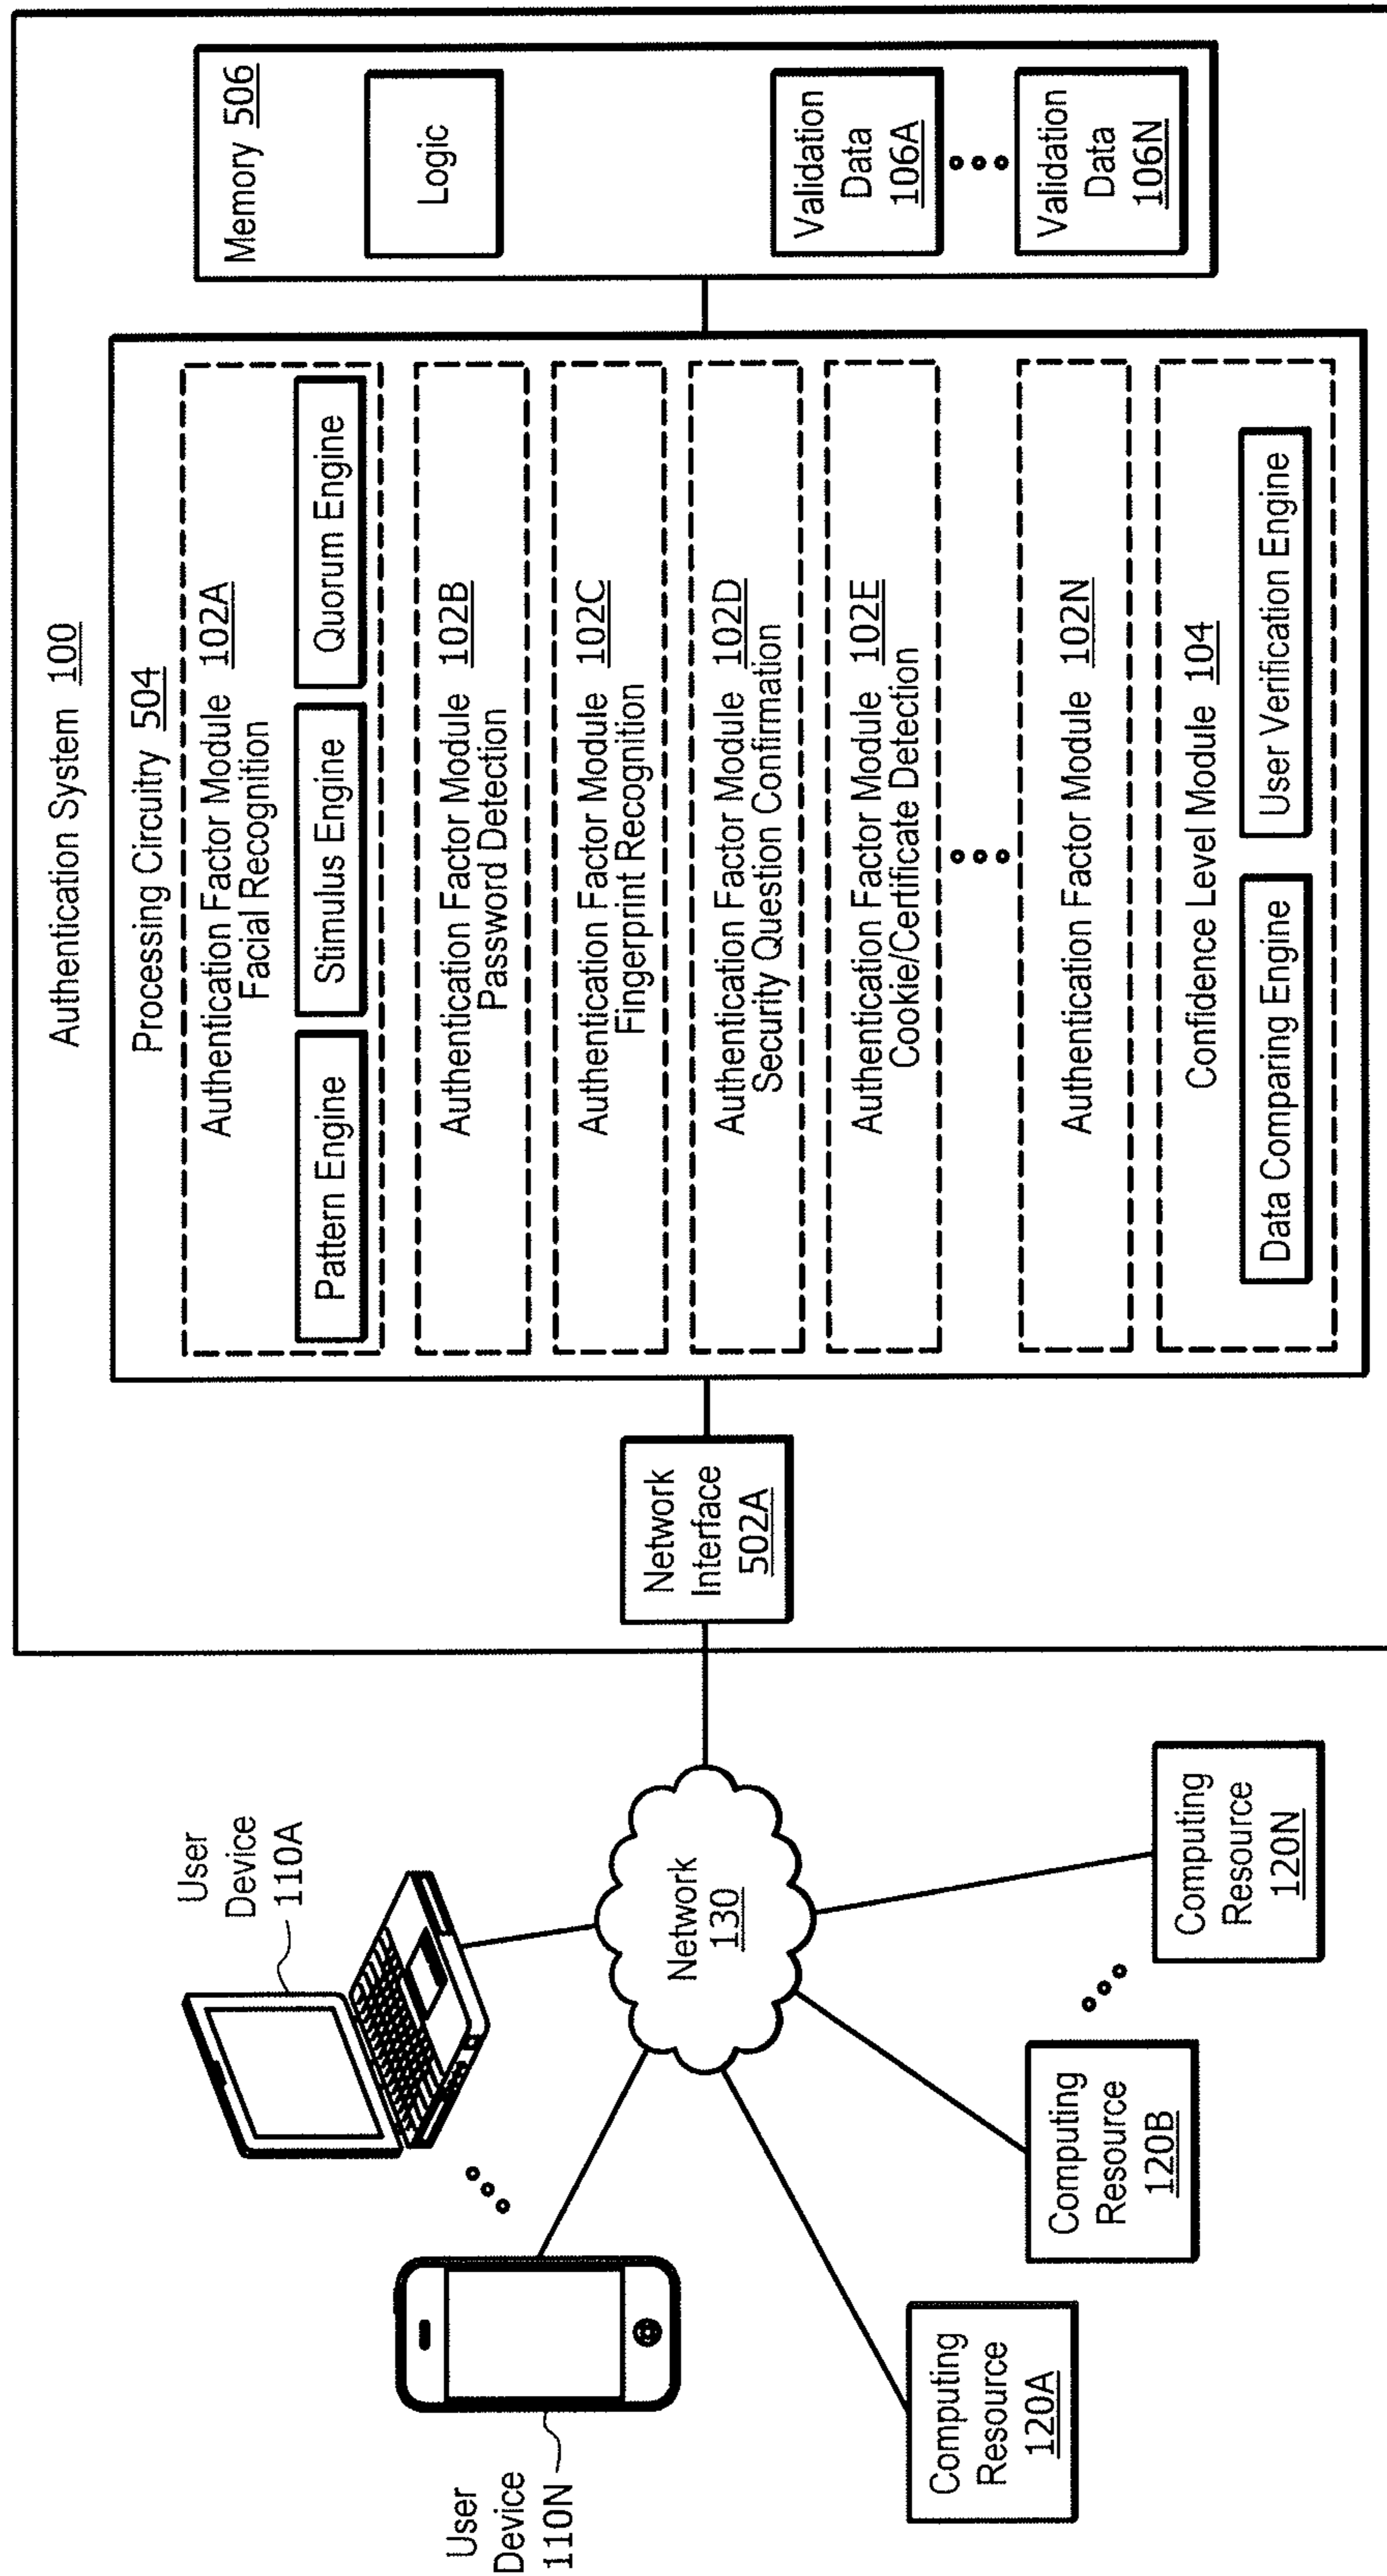 Authentication System 100
Processing Circuitry 504
Authentication Factor Module 102A
Facial Recognition
Pattern Engine
Stimulus Engine
Quorum Engine
Authentication Factor Module 102B
Password Detection
Authentication Factor Module 102C
Fingerprint Recognition
Authentication Factor Module 102D
Security Question Confirmation
Authentication Factor Module 102E
Cookie/Certificate Detection
Authentication Factor Module 102N
Confidence Level Module 104
Data Comparing Engine
User Verification Engine
Memory 506
Logic
Validation
Data
106A
Validation
Data
106N
Network
Interface
502A
User
Device
110A
User
Device
110N
Network
130
Computing
Resource
120A
Computing
Resource
120B
Computing
Resource
120N